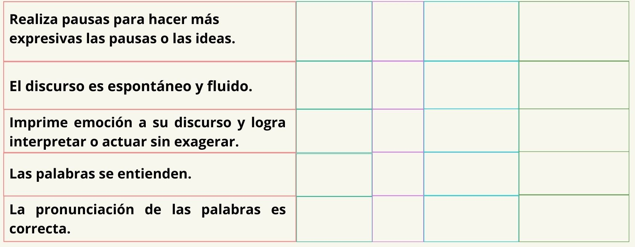 Realiza pausas para hacer más
expresivas las pausas o las ideas.
El discurso es espontáneo y fluido.
Imprime emoción a su discurso y logra
interpretar o actuar sin exagerar.
Las palabras se entienden.
La pronunciación de las palabras es
correcta.